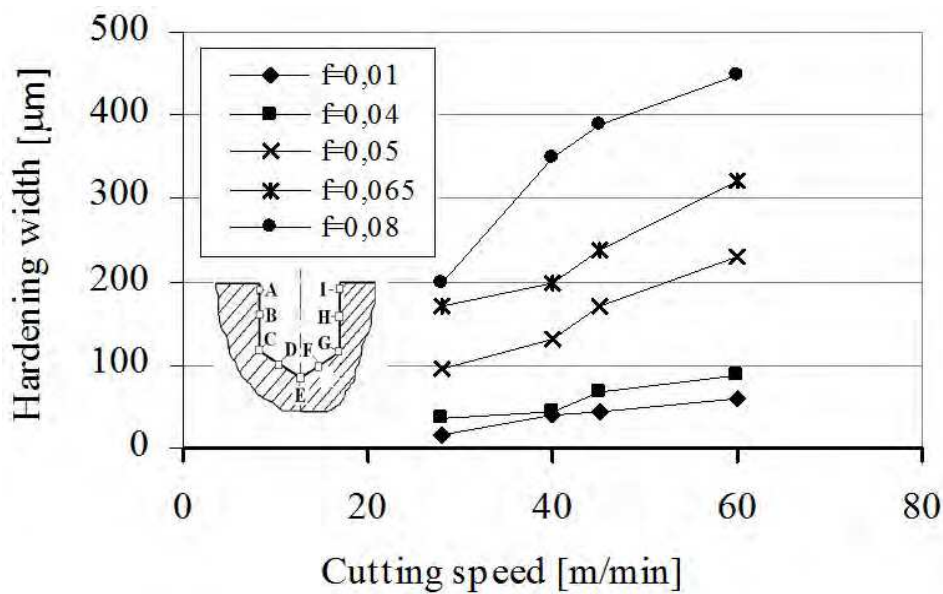 Hardening width [µm]
500
400
300
200
100
0
f=0,01
f=0,04
f=0,05
f=0,065
f=0,08
A
B
C
D
E
F
G
H
I
0
20
40
60
80
Cutting speed [m/min]